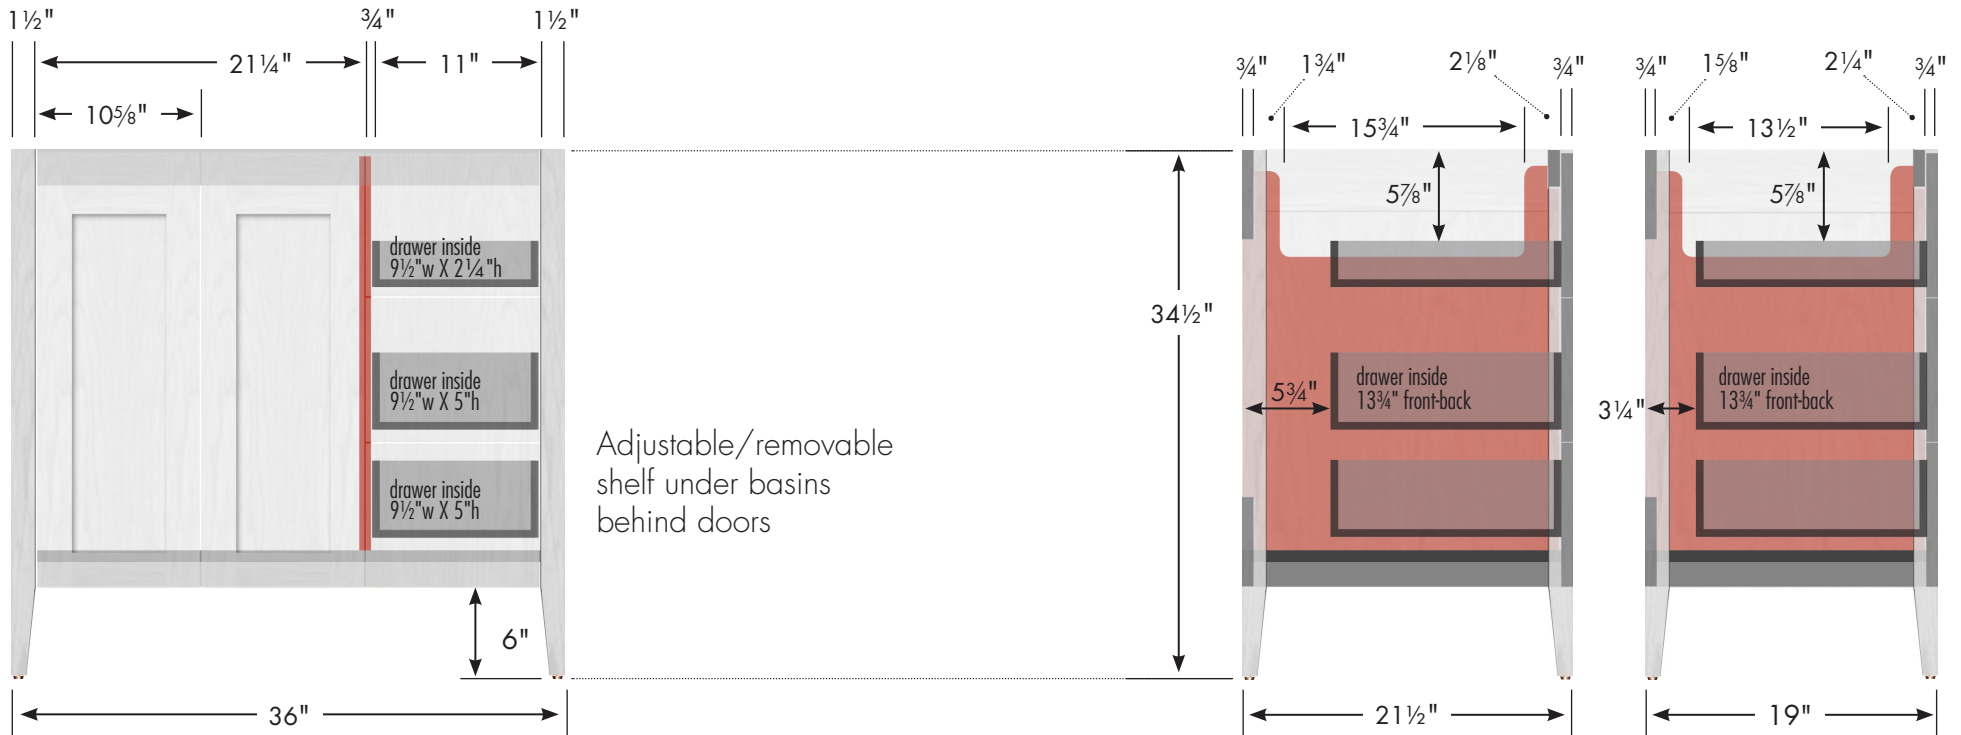 1½" ¾" 1½"
21¼" 11"
10⅝"
drawer inside
9½"w X 2¼"h
drawer inside
9½"w X 5"h
drawer inside
9½"w X 5"h
6"
36"
Adjustable/removable
shelf under basins
behind doors
34½"
¾" 1¾" 2⅛" ¾"
15¾"
5⅞"
5¾"
drawer inside
13¾" front-back
21½"
¾" 1⅝" 2¼" ¾"
13½"
5⅞"
3¼"
drawer inside
13¾" front-back
19"